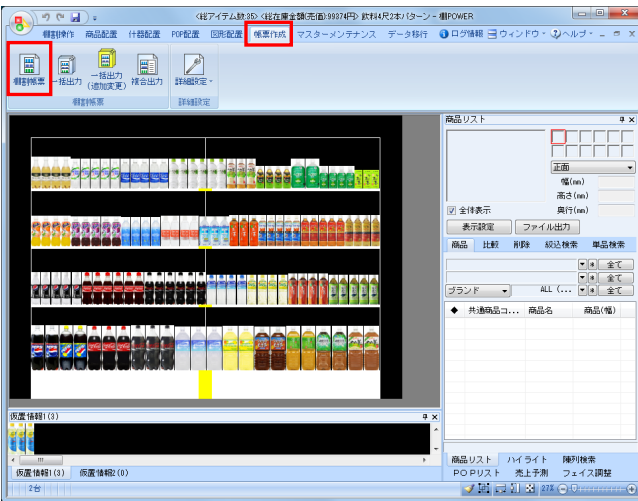 〈総アイテム数:35〉〈総在庫金額(売価):99374円〉 飲料4尺2本パターン - 棚POWER
棚割操作 商品配置 什器配置 POP配置 図形配置 帳票作成 マスターメンテナンス データ移行 ログ情報 ウィンドウ ヘルプ
棚割帳票
一括出力
一括出力
(追加変更)
複合出力
詳細設定
棚割帳票
詳細設定
商品リスト
正面
幅(mm)
高さ(mm)
全体表示
奥行(mm)
表示設定 ファイル出力
商品 比較 削除 絞込検索 単品検索
* 全て
* 全て
ブランド ALL (... * 全て
◆ 共通商品コ... 商品名 商品(幅)
仮置情報1(3)
仮置情報1(3) 仮置情報2(0)
商品リスト ハイライト 陳列検索
POPリスト 売上予測 フェイス調整
2台
27%